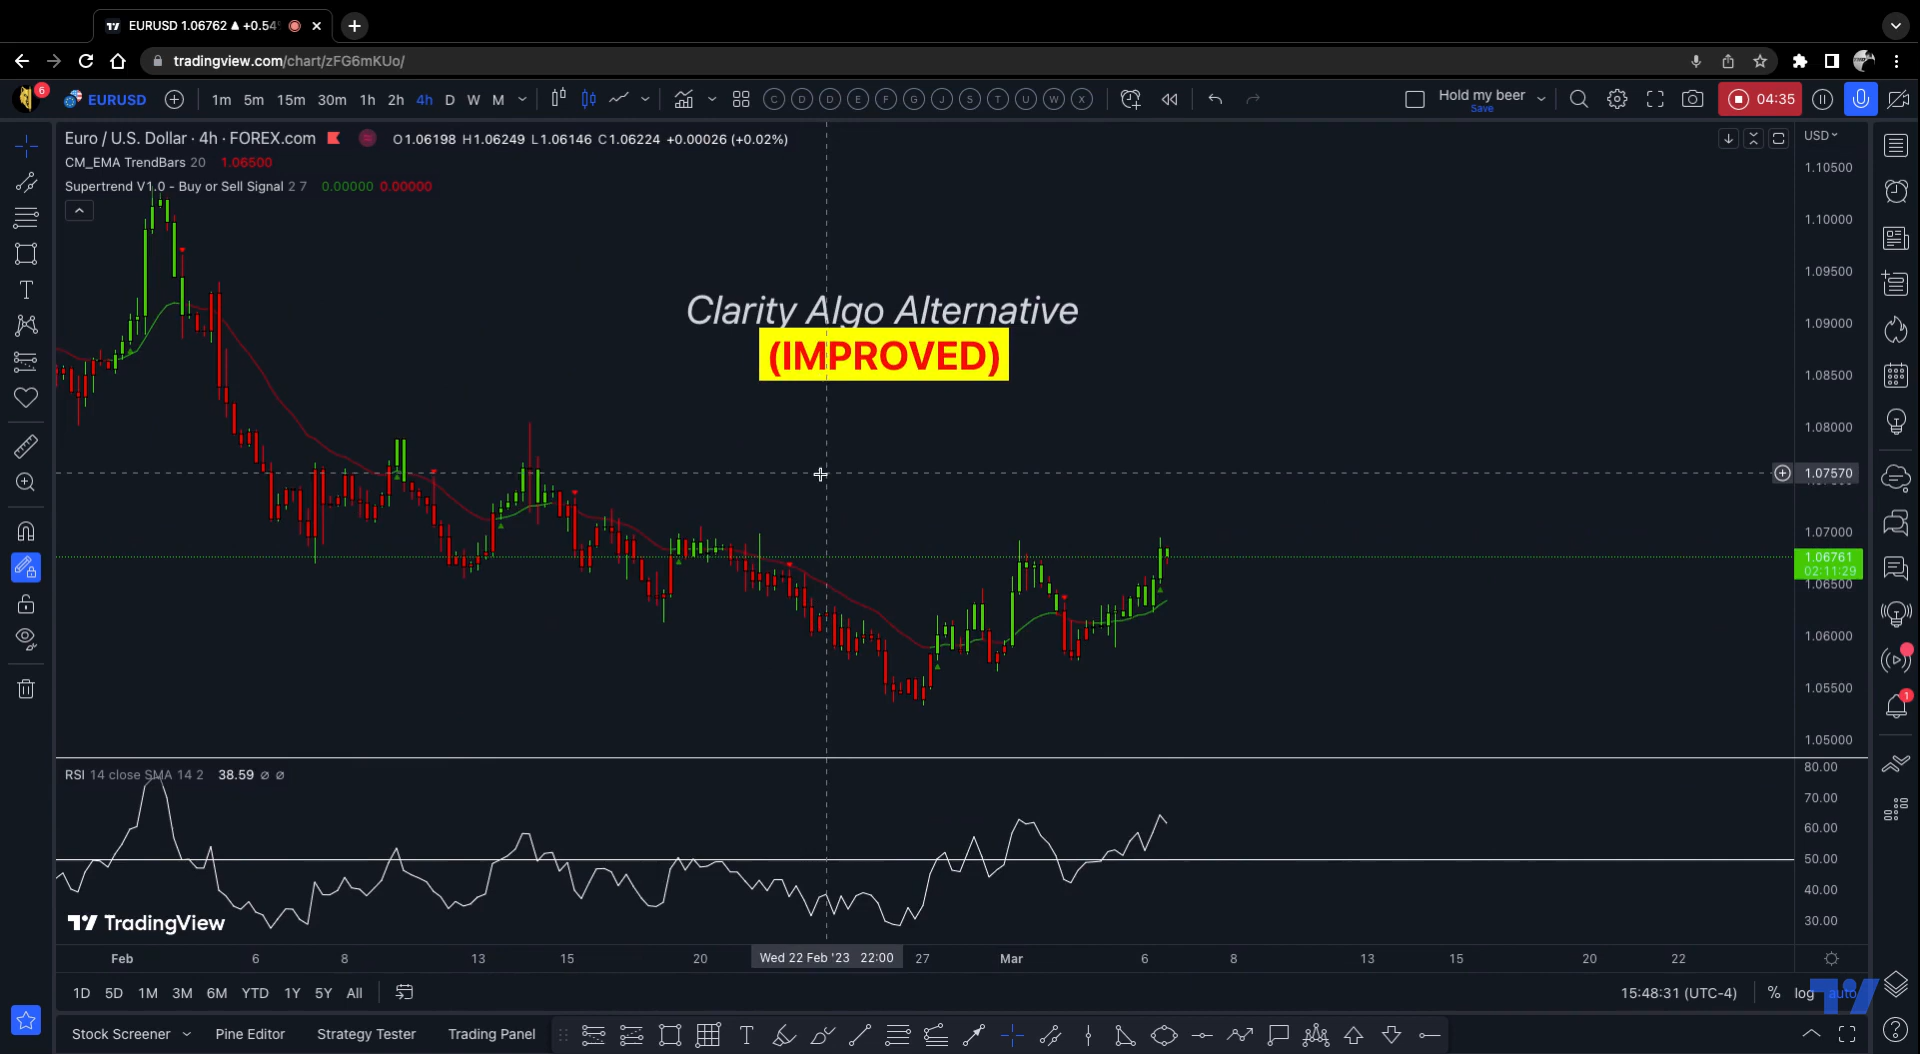 EURUSD 1.06762 ▲ +0.54
tradingview.com/chart/zFG6mKUo/
6
EURUSD 1m 5m 15m 30m 1h 2h 4h D W M C D D E F G J S T U W X Hold my beer 04:35
Save
Euro / U.S. Dollar · 4h · FOREX.com O1.06198 H1.06249 L1.06146 C1.06224 +0.00026 (+0.02%) USD
CM_EMA TrendBars 20 1.06500
Supertrend V1.0 - Buy or Sell Signal 2 7 0.00000 0.00000
1.10500
1.10000
1.09500
1.09000
1.08500
1.08000
1.07570
1.07000
1.06761
02:11:29
1.06500
1.06000
1.05500
1.05000
Clarity Algo Alternative
(IMPROVED)
1
RSI 14 close SMA 14 2 38.59 ø ø
80.00
70.00
60.00
50.00
40.00
30.00
TradingView
Feb 6 8 13 15 20 Wed 22 Feb '23 22:00 27 Mar 6 8 13 15 20 22
1D 5D 1M 3M 6M YTD 1Y 5Y All 15:48:31 (UTC-4) % log auto
Stock Screener Pine Editor Strategy Tester Trading Panel